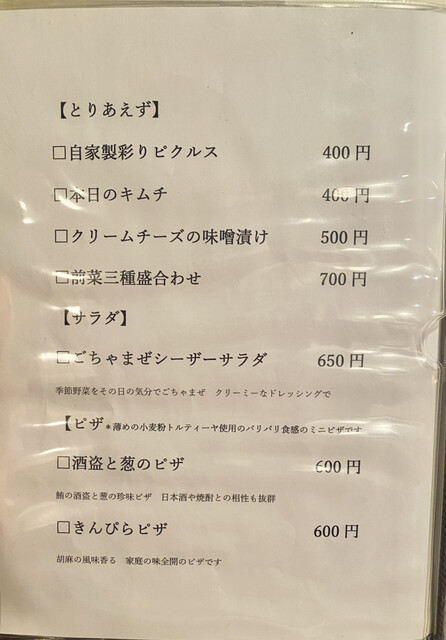 【とりあえず】
□自家製彩りピクルス 400円
□本日のキムチ 400円
□クリームチーズの味噌漬け 500円
□前菜三種盛合わせ 700円
【サラダ】
□ごちゃまぜシーザーサラダ 650円
季節野菜をその日の気分でごちゃまぜ クリーミーなドレッシングで
【ピザ*薄めの小麦粉トルティーヤ使用のパリパリ食感のミニピザです
□酒盗と葱のピザ 600円
鮪の酒盗と葱の珍味ピザ 日本酒や焼酎との相性も抜群
□きんぴらピザ 600円
胡麻の風味香る 家庭の味全開のピザです